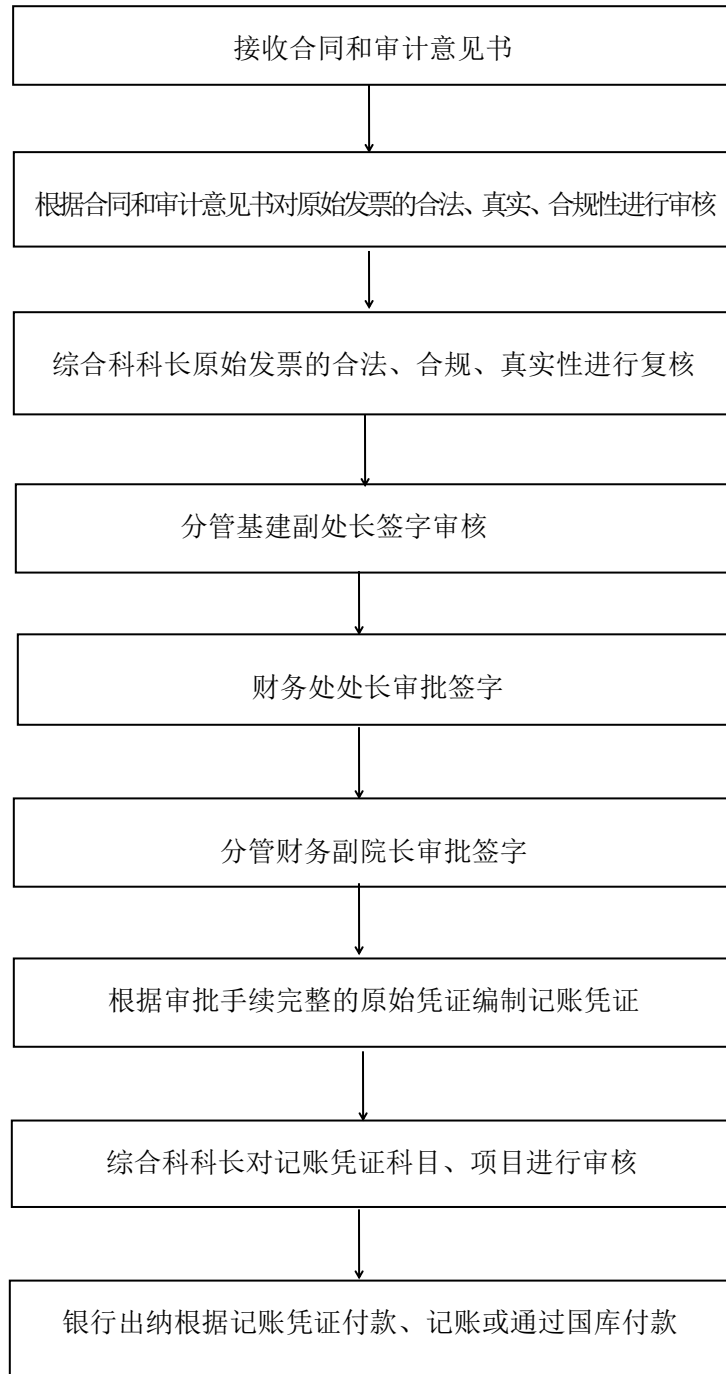 接收合同和审计意见书
根据合同和审计意见书对原始发票的合法、真实、合规性进行审核
综合科科长原始发票的合法、合规、真实性进行复核
分管基建副处长签字审核
财务处处长审批签字
分管财务副院长审批签字
根据审批手续完整的原始凭证编制记账凭证
综合科科长对记账凭证科目、项目进行审核
银行出纳根据记账凭证付款、记账或通过国库付款